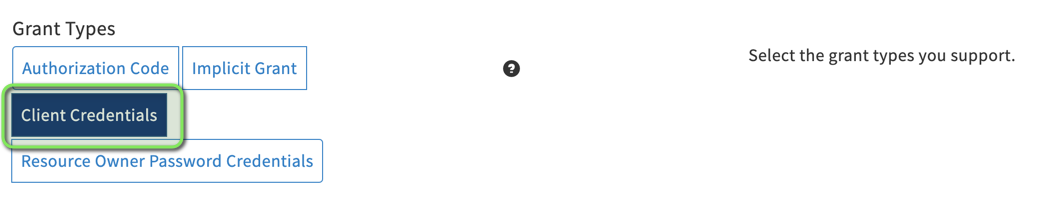 Grant Types
Authorization Code
Implicit Grant
?
Select the grant types you support.
Client Credentials
Resource Owner Password Credentials